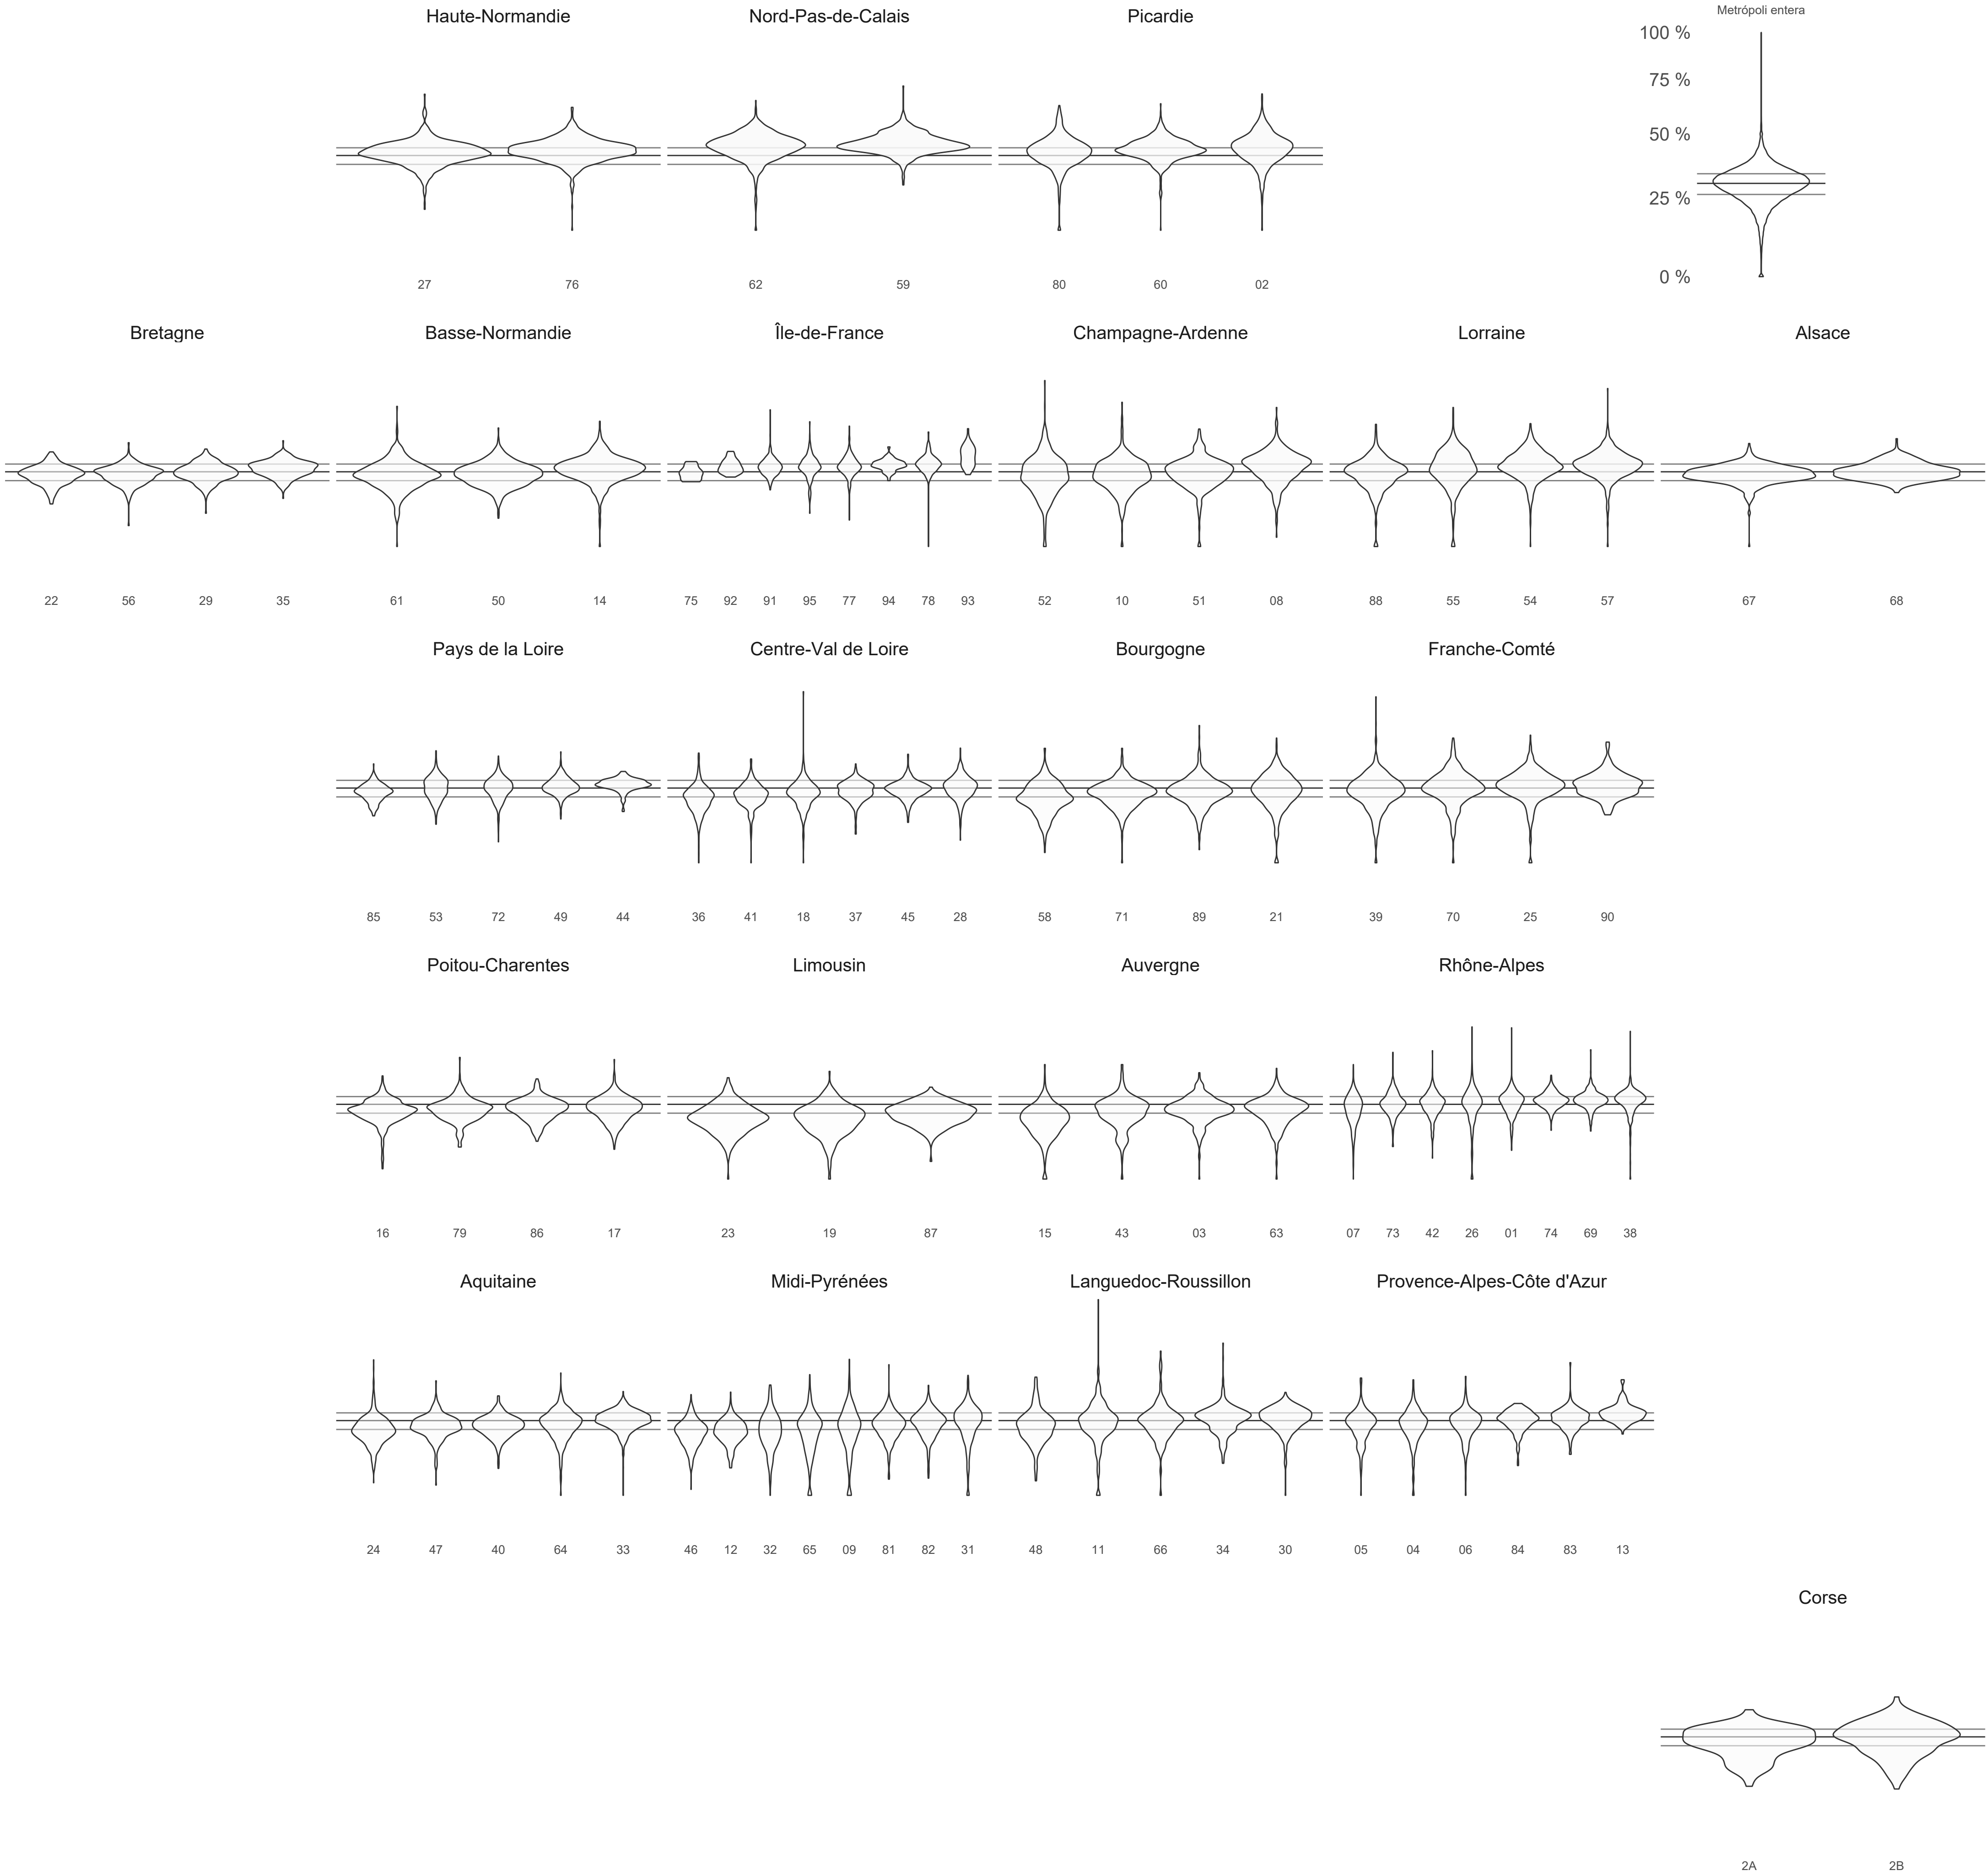 Haute-Normandie Nord-Pas-de-Calais Picardie Metrópoli entera
100 %
75 %
50 %
25 %
0 %
27 76 62 59 80 60 02
Bretagne Basse-Normandie Île-de-France Champagne-Ardenne Lorraine Alsace
22 56 29 35 61 50 14 75 92 91 95 77 94 78 93 52 10 51 08 88 55 54 57 67 68
Pays de la Loire Centre-Val de Loire Bourgogne Franche-Comté
85 53 72 49 44 36 41 18 37 45 28 58 71 89 21 39 70 25 90
Poitou-Charentes Limousin Auvergne Rhône-Alpes
16 79 86 17 23 19 87 15 43 03 63 07 73 42 26 01 74 69 38
Aquitaine Midi-Pyrénées Languedoc-Roussillon Provence-Alpes-Côte d'Azur
24 47 40 64 33 46 12 32 65 09 81 82 31 48 11 66 34 30 05 04 06 84 83 13
Corse
2A 2B